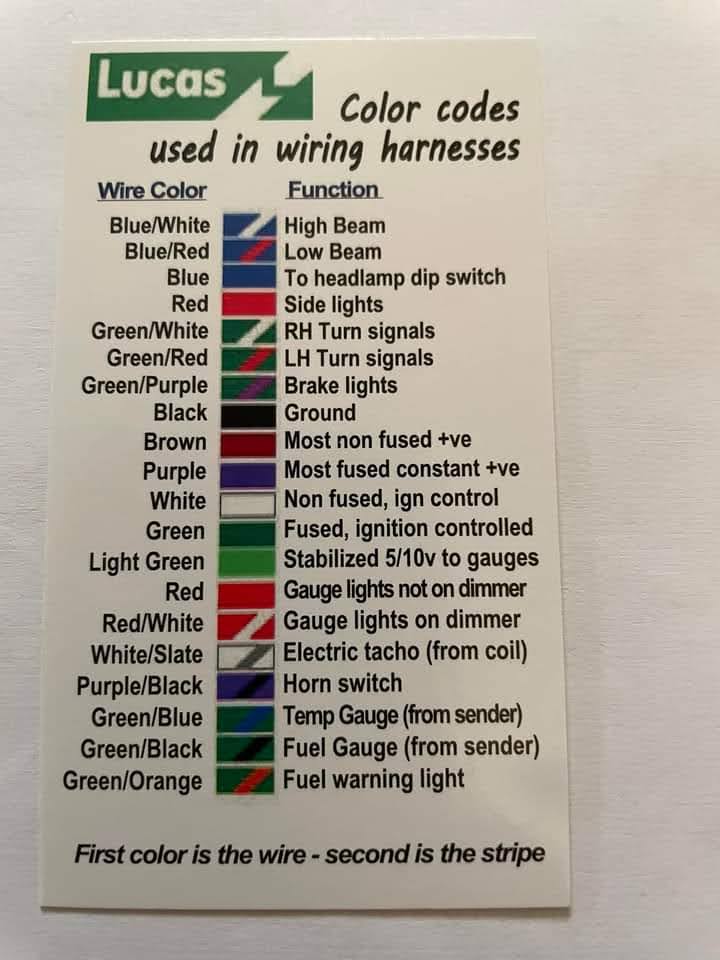 Lucas
Color codes
used in wiring harnesses
Wire Color Function
Blue/White High Beam
Blue/Red Low Beam
Blue To headlamp dip switch
Red Side lights
Green/White RH Turn signals
Green/Red LH Turn signals
Green/Purple Brake lights
Black Ground
Brown Most non fused +ve
Purple Most fused constant +ve
White Non fused, ign control
Green Fused, ignition controlled
Light Green Stabilized 5/10v to gauges
Red Gauge lights not on dimmer
Red/White Gauge lights on dimmer
White/Slate Electric tacho (from coil)
Purple/Black Horn switch
Green/Blue Temp Gauge (from sender)
Green/Black Fuel Gauge (from sender)
Green/Orange Fuel warning light
First color is the wire - second is the stripe